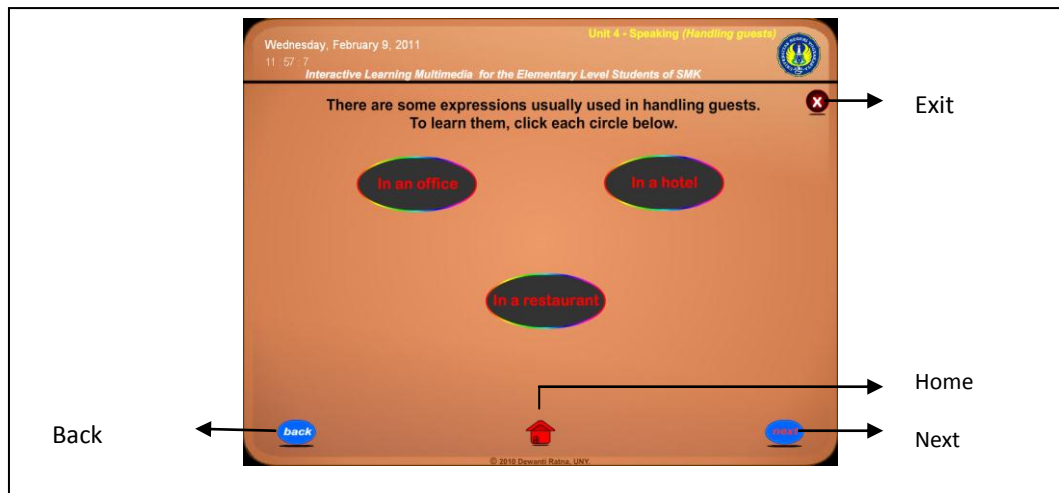 Wednesday, February 9, 2011
Unit 4 - Speaking (Handling guests)
11 : 57 : 7
Interactive Learning Multimedia for the Elementary Level Students of SMK
There are some expressions usually used in handling guests.
To learn them, click each circle below.
X
Exit
In an office
In a hotel
In a restaurant
Home
Back
back
next
Next
© 2010 Dewanti Ratna, UNY.